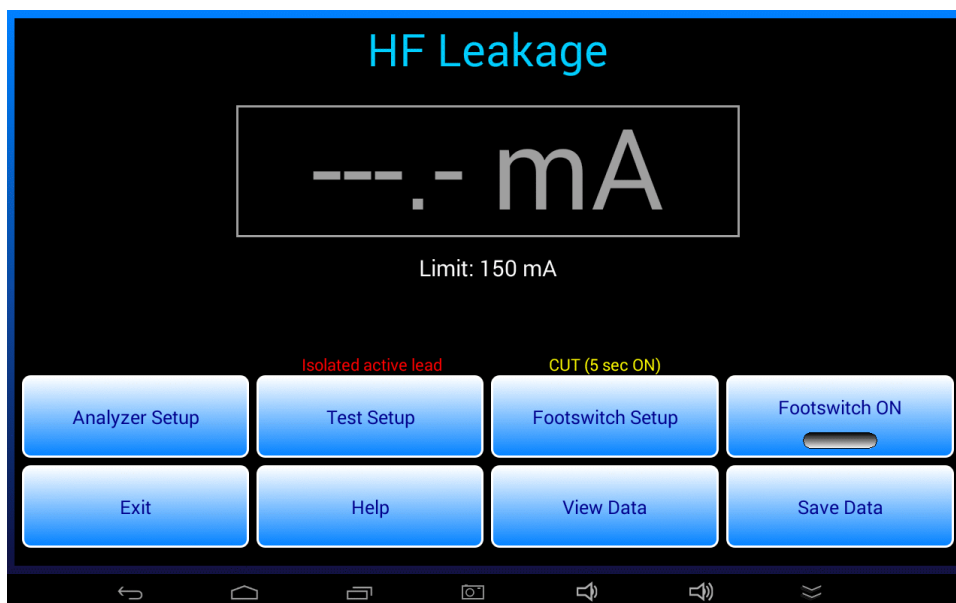 HF Leakage
---.- mA
Limit: 150 mA
Isolated active lead
CUT (5 sec ON)
Analyzer Setup
Test Setup
Footswitch Setup
Footswitch ON
Exit
Help
View Data
Save Data